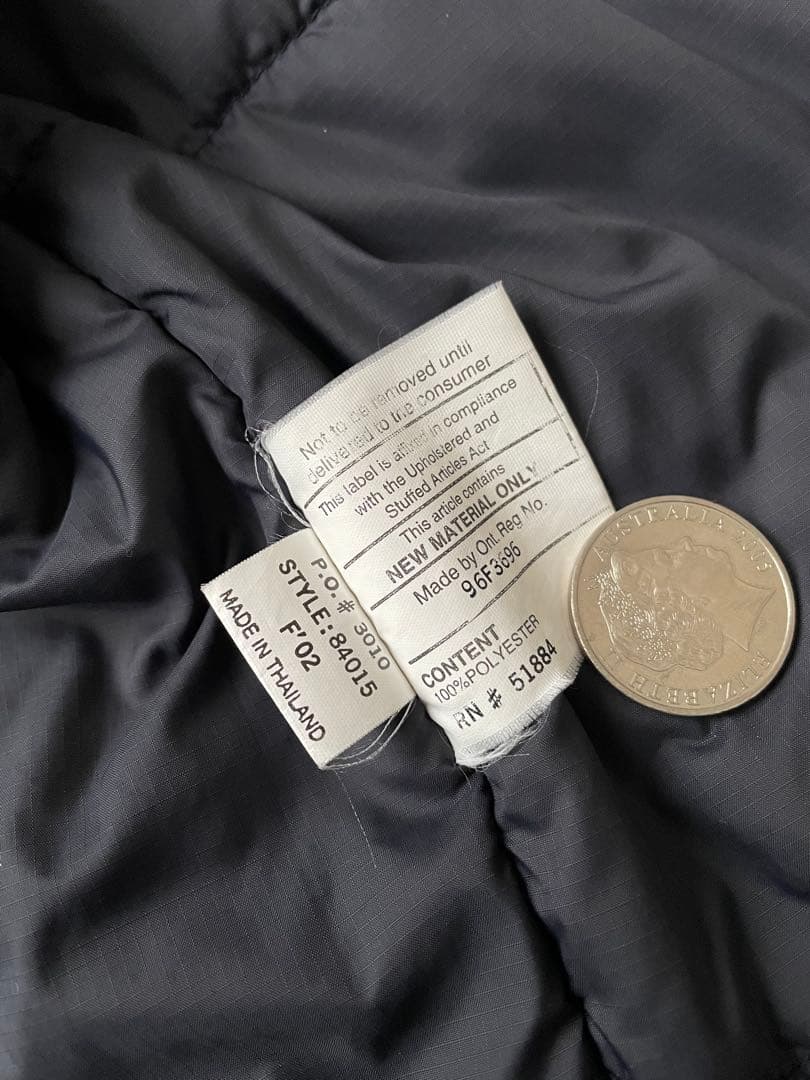 Not to be removed until
delivered to the consumer
This label is affixed in compliance
with the Upholstered and
Stuffed Articles Act
This article contains
NEW MATERIAL ONLY
Made by Ont. Reg No.
96F3696
CONTENT
100%POLYESTER
RN # 51884
P.O. # 3010
STYLE: 84015
F'02
MADE IN THAILAND
ELIZABETH II AUSTRALIA